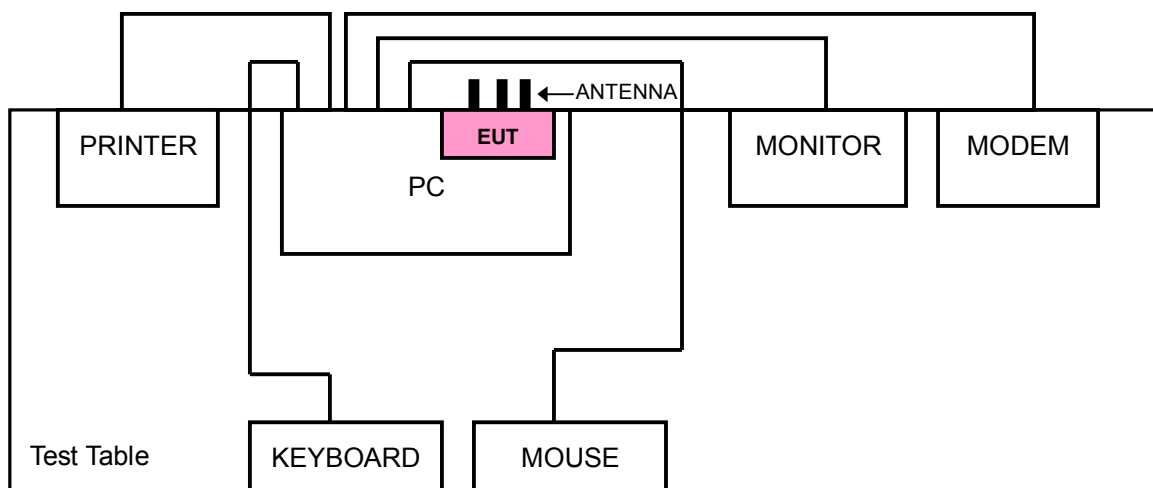 ANTENNA
PRINTER
EUT
MONITOR
MODEM
PC
Test Table
KEYBOARD
MOUSE